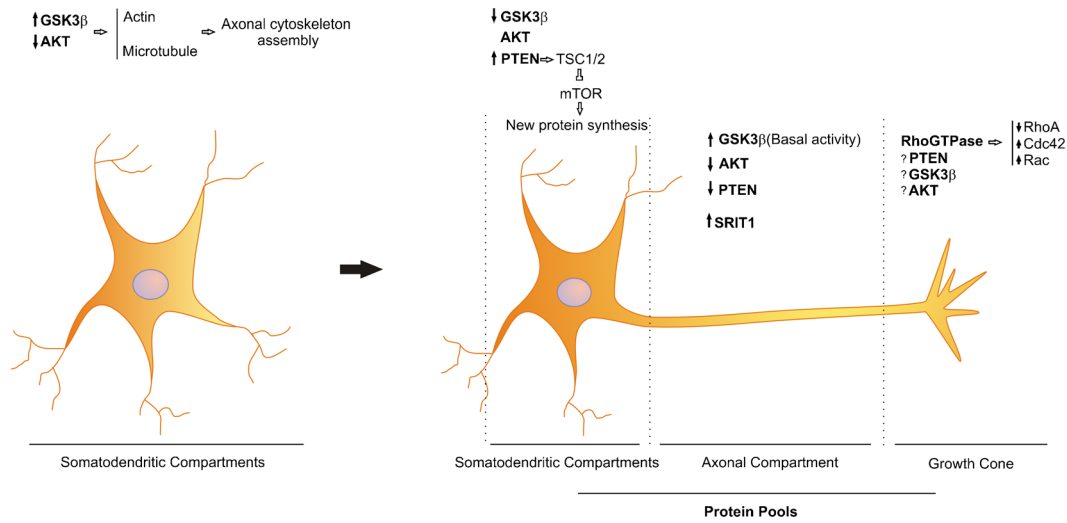 ↑GSK3β
↓AKT
⇨
Actin
Microtubule
⇨ Axonal cytoskeleton
assembly
Somatodendritic Compartments
↓ GSK3β
AKT
↑ PTEN⇨TSC1/2
mTOR
New protein synthesis
↑ GSK3β(Basal activity)
↓ AKT
↓ PTEN
↑SRIT1
RhoGTPase ⇨
? PTEN
? GSK3β
? AKT
↓RhoA
↑Cdc42
↑Rac
Somatodendritic Compartments
Axonal Compartment
Growth Cone
Protein Pools